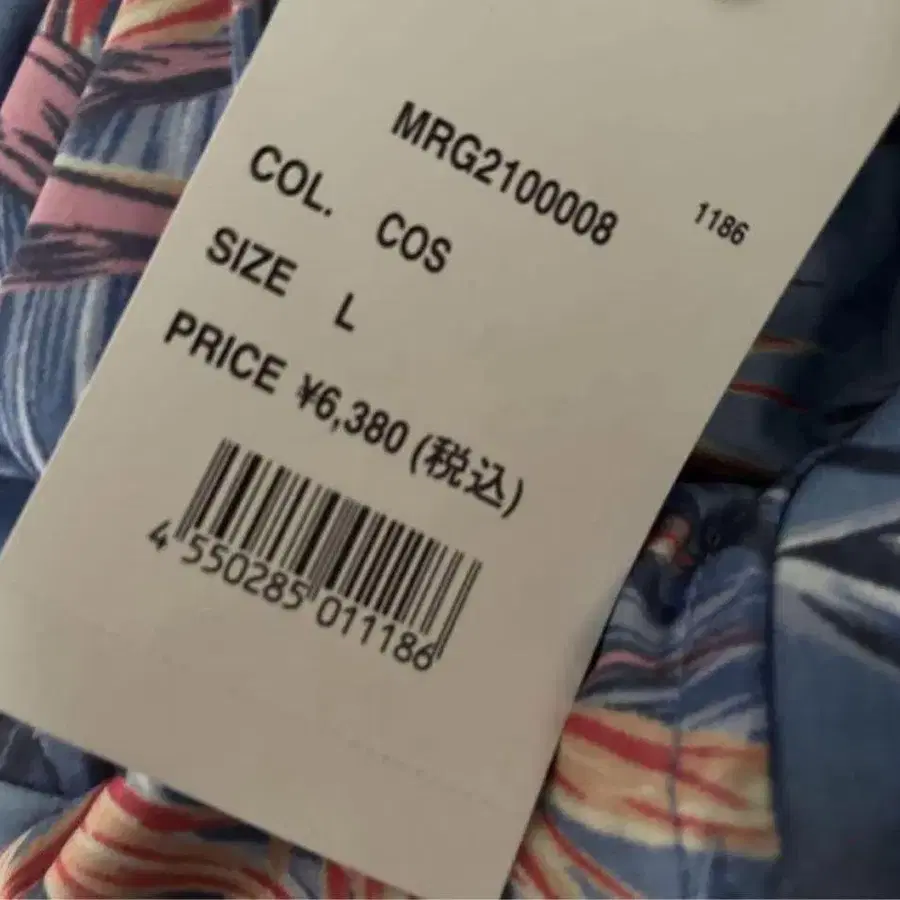 MRG2100008 1186
COL. COS
SIZE L
PRICE ¥6,380 (税込)
4 550285 011186